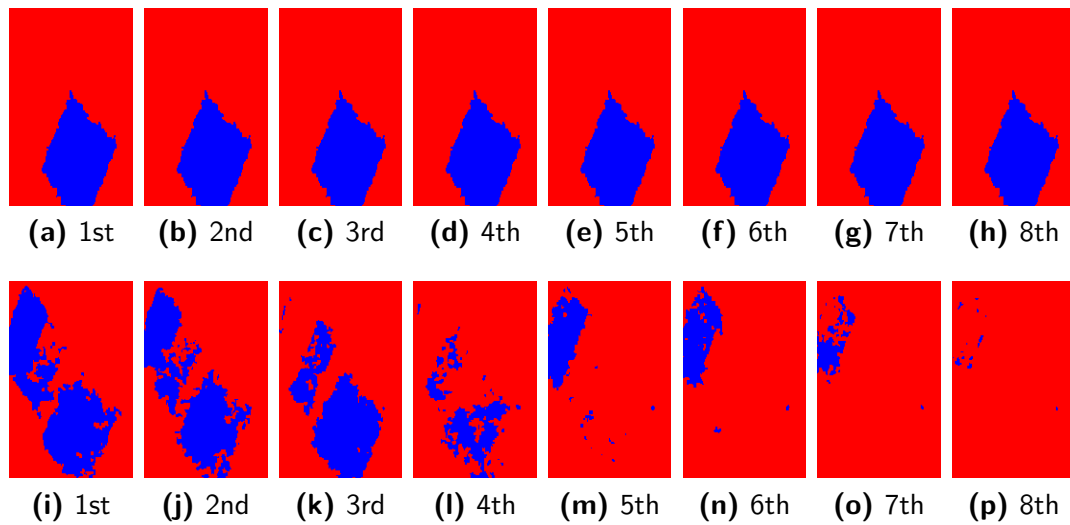 (a) 1st (b) 2nd (c) 3rd (d) 4th (e) 5th (f) 6th (g) 7th (h) 8th
(i) 1st (j) 2nd (k) 3rd (l) 4th (m) 5th (n) 6th (o) 7th (p) 8th